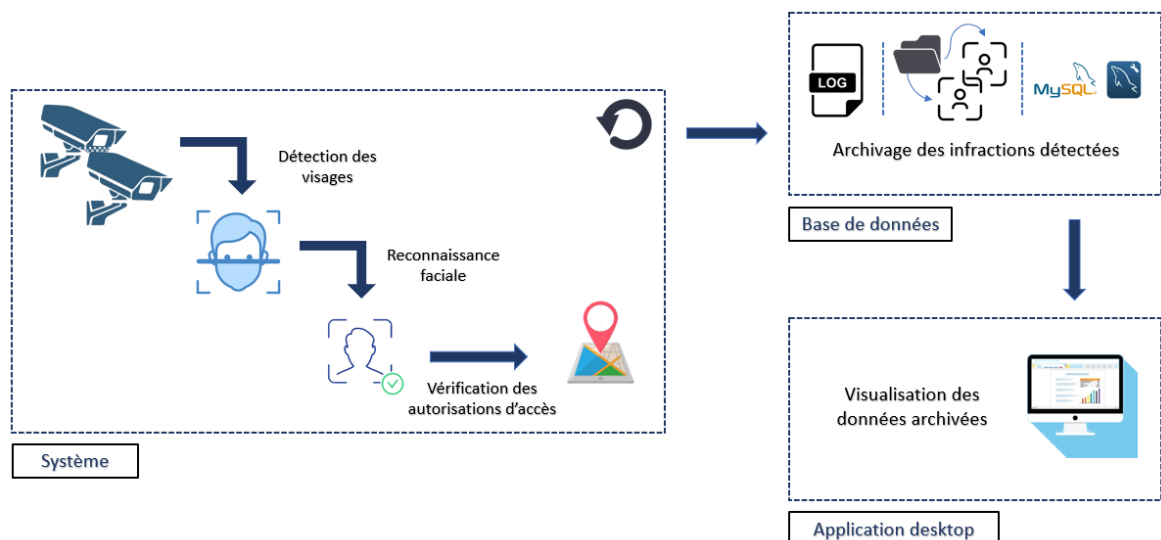 Détection des
visages
Reconnaissance
faciale
Vérification des
autorisations d'accès
Système
LOG
MySQL
Archivage des infractions détectées
Base de données
Visualisation des
données archivées
Application desktop